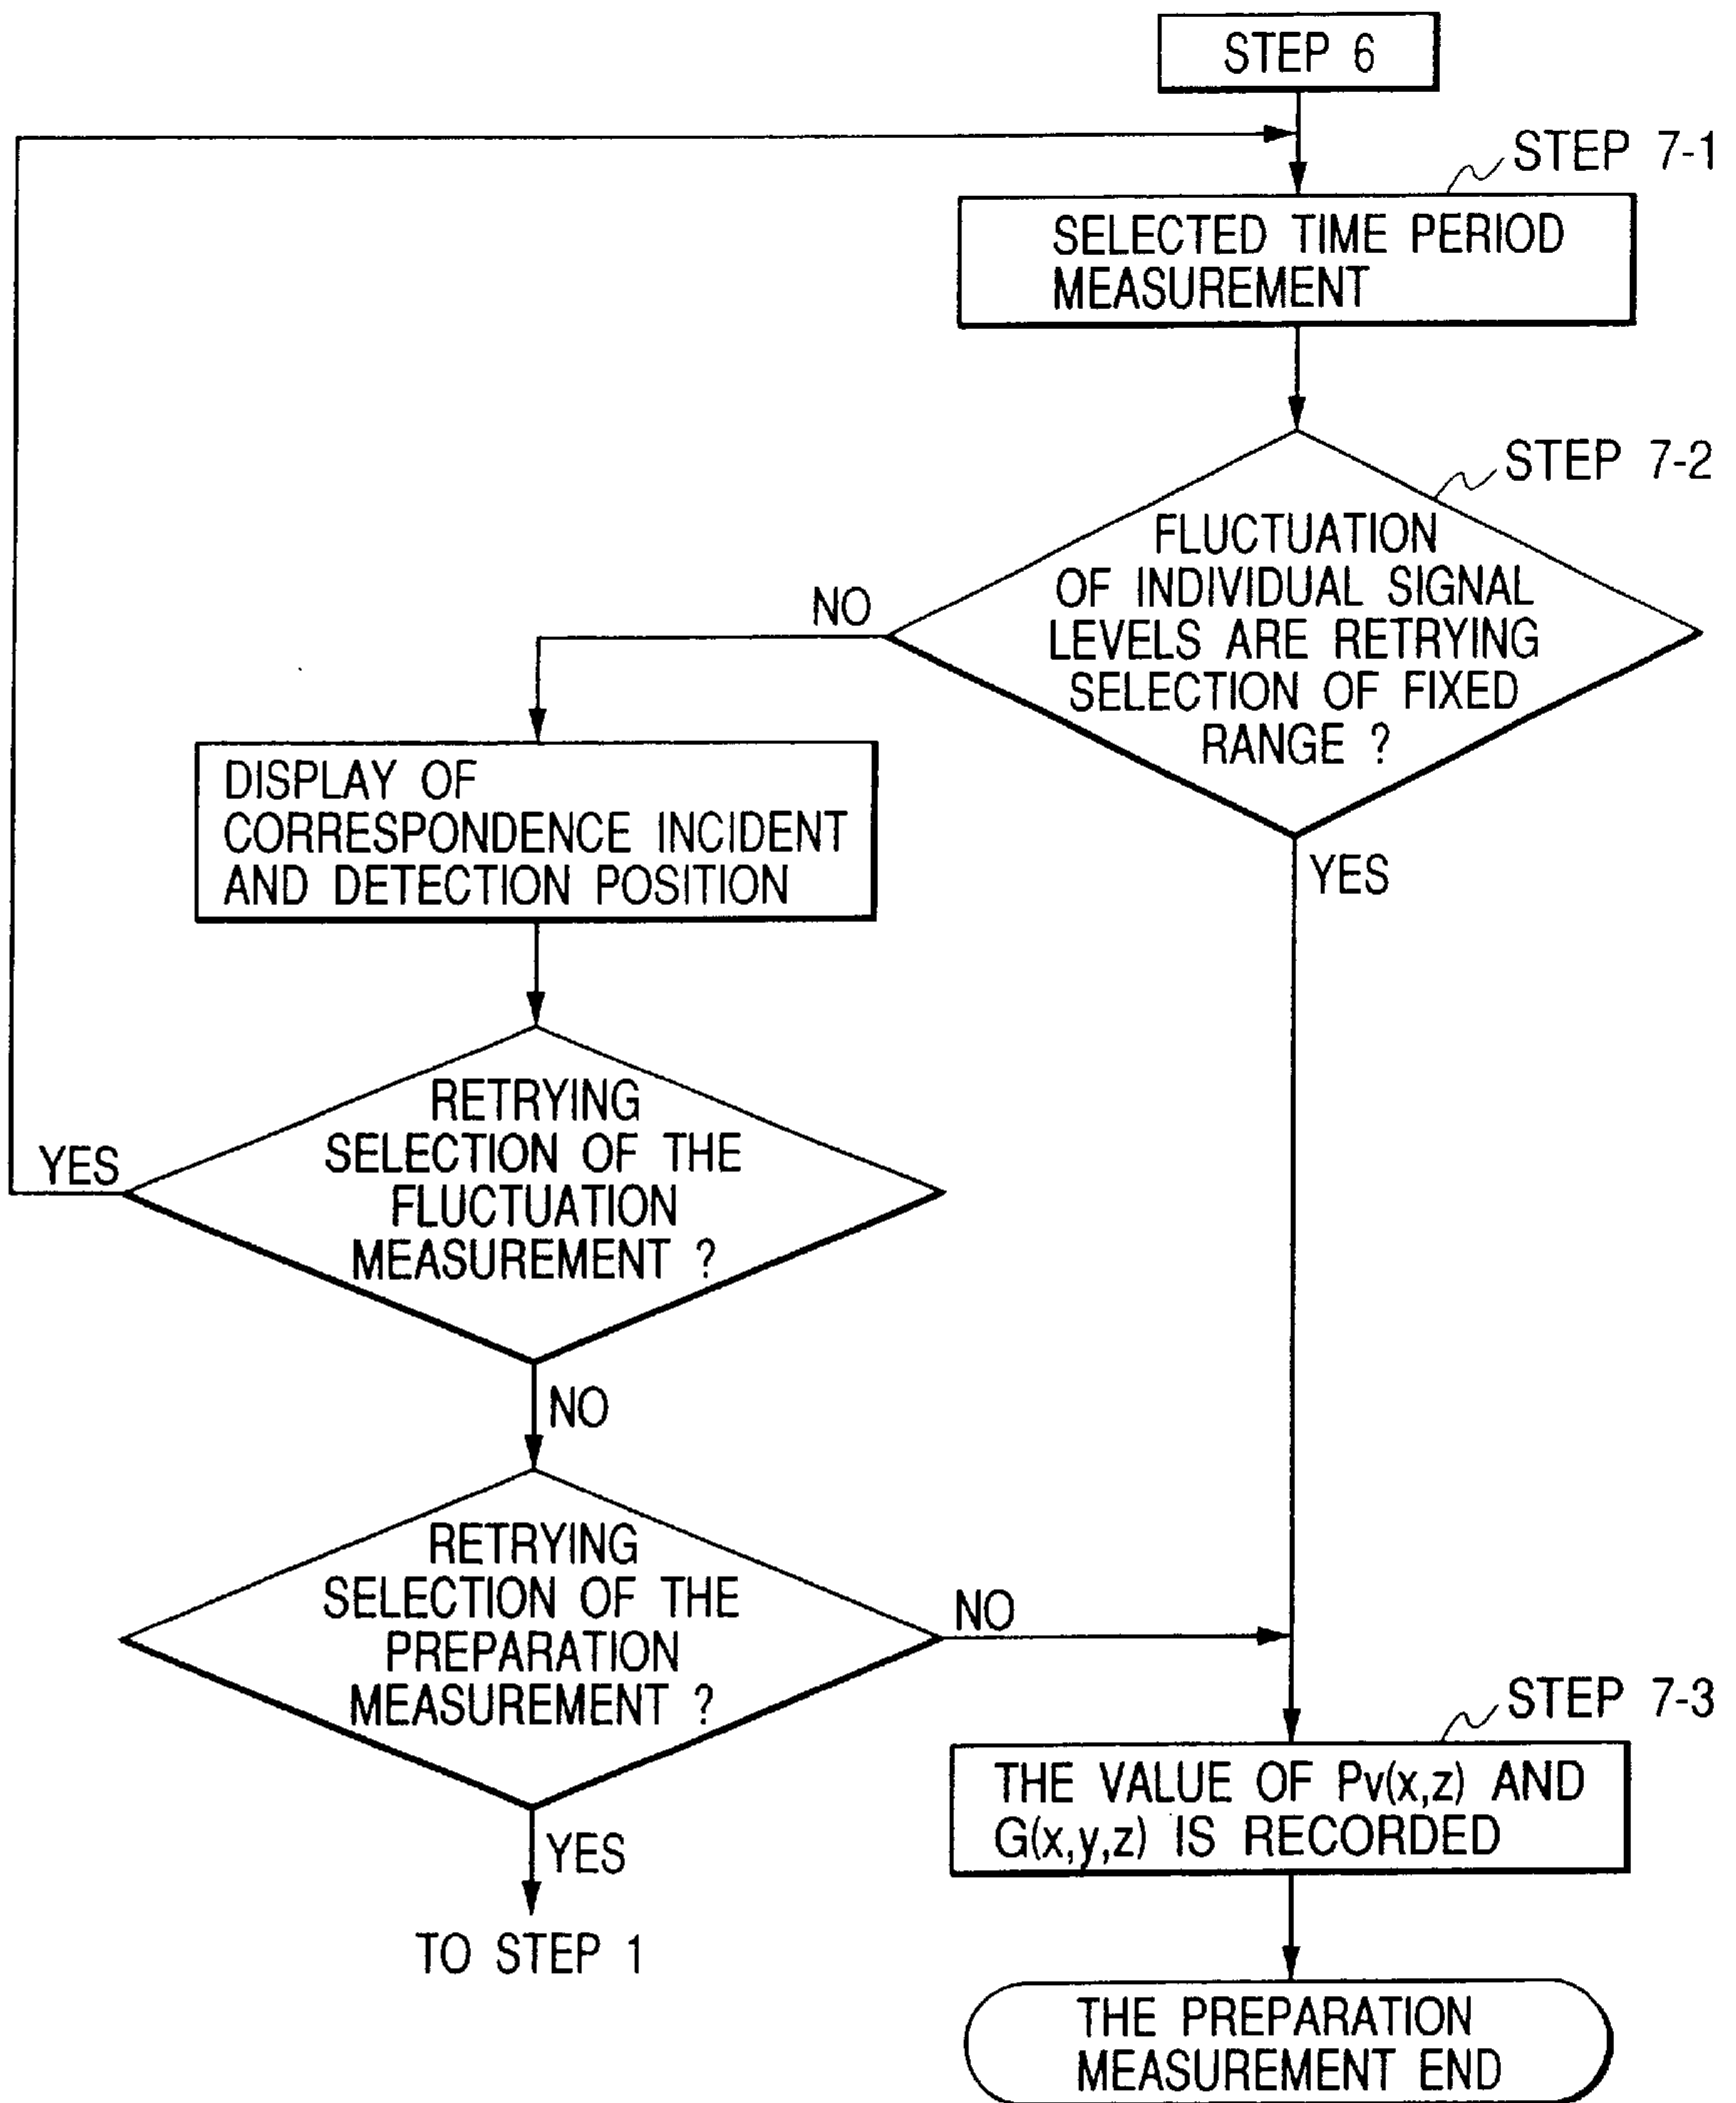 STEP 6
STEP 7-1
SELECTED TIME PERIOD
MEASUREMENT
STEP 7-2
FLUCTUATION
OF INDIVIDUAL SIGNAL
LEVELS ARE RETRYING
SELECTION OF FIXED
RANGE ?
NO
YES
DISPLAY OF
CORRESPONDENCE INCIDENT
AND DETECTION POSITION
RETRYING
SELECTION OF THE
FLUCTUATION
MEASUREMENT ?
YES
NO
RETRYING
SELECTION OF THE
PREPARATION
MEASUREMENT ?
NO
YES
TO STEP 1
STEP 7-3
THE VALUE OF Pv(x,z) AND
G(x,y,z) IS RECORDED
THE PREPARATION
MEASUREMENT END